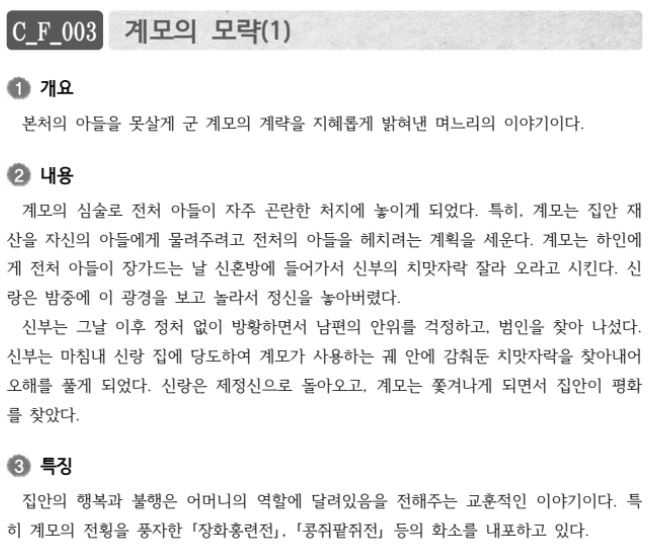 C_F_003 계모의 모략(1)
1 개요
본처의 아들을 못살게 군 계모의 계략을 지혜롭게 밝혀낸 며느리의 이야기이다.
2 내용
계모의 심술로 전처 아들이 자주 곤란한 처지에 놓이게 되었다. 특히, 계모는 집안 재
산을 자신의 아들에게 물려주려고 전처의 아들을 헤치려는 계획을 세운다. 계모는 하인에
게 전처 아들이 장가드는 날 신혼방에 들어가서 신부의 치맛자락 잘라 오라고 시킨다. 신
랑은 밤중에 이 광경을 보고 놀라서 정신을 놓아버렸다.
신부는 그날 이후 정처 없이 방황하면서 남편의 안위를 걱정하고, 범인을 찾아 나섰다.
신부는 마침내 신랑 집에 당도하여 계모가 사용하는 궤 안에 감춰둔 치맛자락을 찾아내어
오해를 풀게 되었다. 신랑은 제정신으로 돌아오고, 계모는 쫓겨나게 되면서 집안이 평화
를 찾았다.
3 특징
집안의 행복과 불행은 어머니의 역할에 달려있음을 전해주는 교훈적인 이야기이다. 특
히 계모의 전횡을 풍자한 「장화홍련전」, 「콩쥐팥쥐전」 등의 화소를 내포하고 있다.